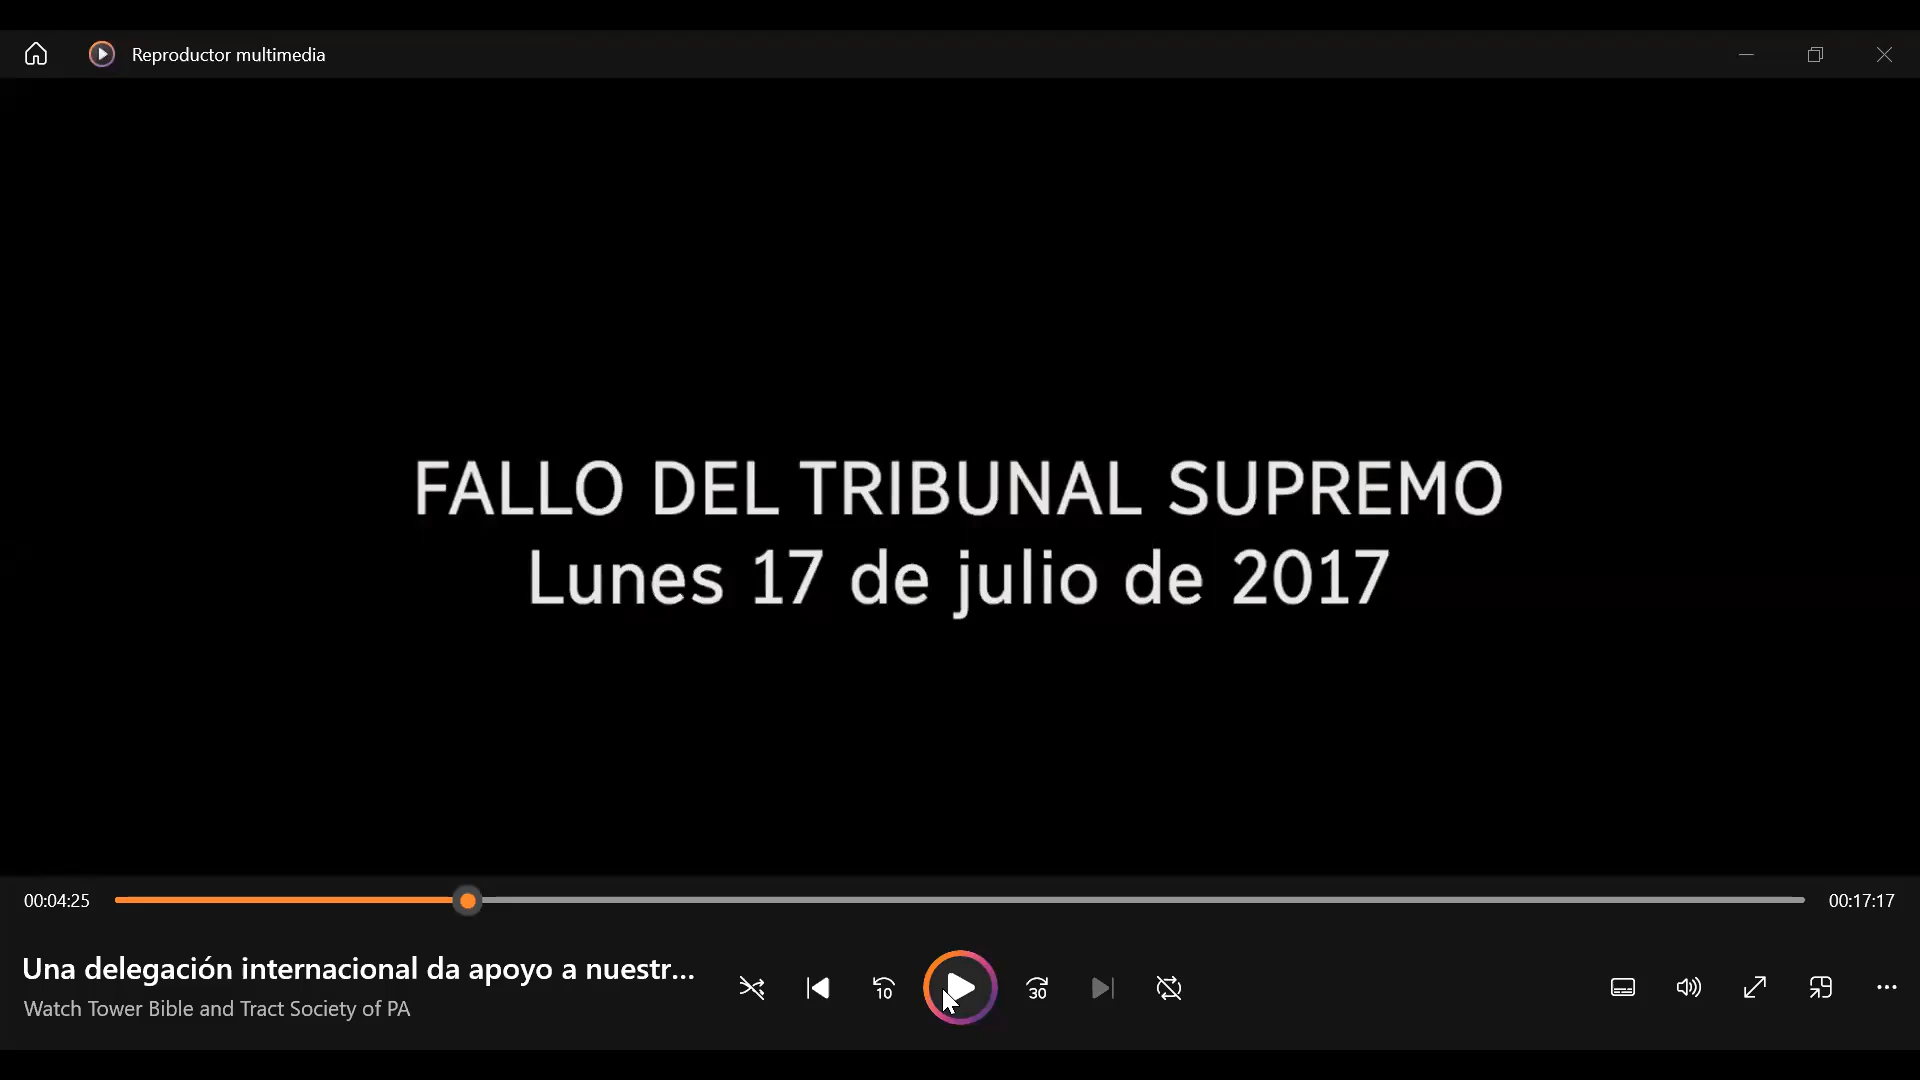 Reproductor multimedia
FALLO DEL TRIBUNAL SUPREMO
Lunes 17 de julio de 2017
00:04:25
00:17:17
Una delegación internacional da apoyo a nuestr...
Watch Tower Bible and Tract Society of PA
10
30